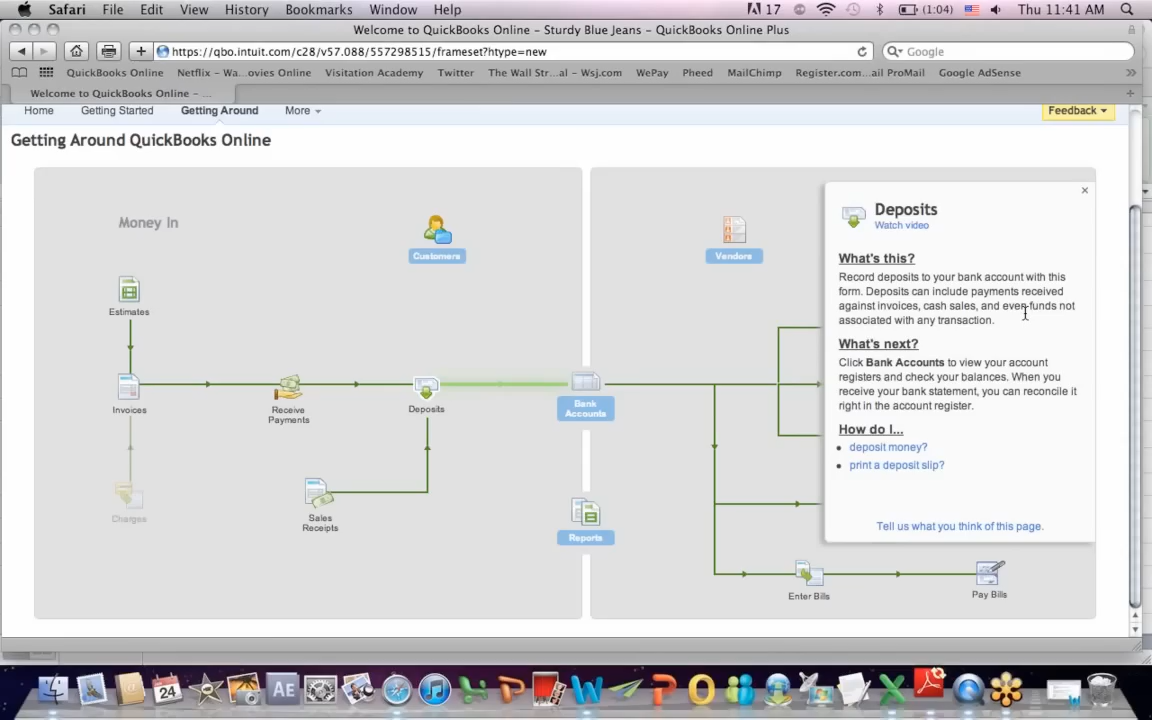 Safari File Edit View History Bookmarks Window Help
17 (1:04) Thu 11:41 AM
Welcome to QuickBooks Online - Sturdy Blue Jeans - QuickBooks Online Plus
https://qbo.intuit.com/c28/v57.088/557298515/frameset?htype=new
Google
QuickBooks Online Netflix - Wa...ovies Online Visitation Academy Twitter The Wall Str...al - Wsj.com WePay Pheed MailChimp Register.com...ail ProMail Google AdSense
Welcome to QuickBooks Online - ...
Home Getting Started Getting Around More Feedback
Getting Around QuickBooks Online
Money In
Customers
Vendors
Estimates
Invoices
Receive
Payments
Deposits
Bank
Accounts
Charges
Sales
Receipts
Reports
Enter Bills
Pay Bills
Deposits
Watch video
What's this?
Record deposits to your bank account with this
form. Deposits can include payments received
against invoices, cash sales, and even funds not
associated with any transaction.
What's next?
Click Bank Accounts to view your account
registers and check your balances. When you
receive your bank statement, you can reconcile it
right in the account register.
How do I...
deposit money?
print a deposit slip?
Tell us what you think of this page.
24
AE